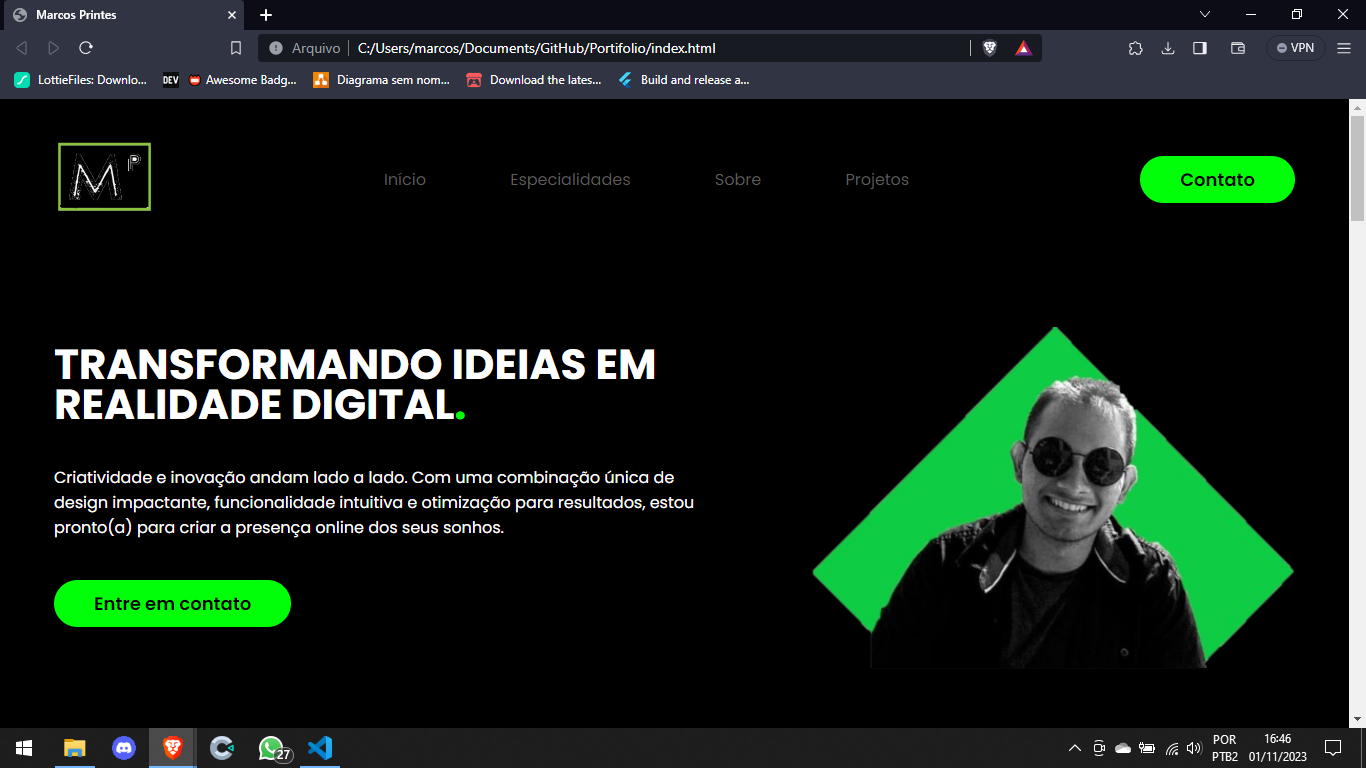 Marcos Printes
Arquivo
C:/Users/marcos/Documents/GitHub/Portifolio/index.html
VPN
LottieFiles: Downlo...
DEV
Awesome Badg...
Diagrama sem nom...
Download the lates...
Build and release a...
M P
Início
Especialidades
Sobre
Projetos
Contato
TRANSFORMANDO IDEIAS EM
REALIDADE DIGITAL.
Criatividade e inovação andam lado a lado. Com uma combinação única de
design impactante, funcionalidade intuitiva e otimização para resultados, estou
pronto(a) para criar a presença online dos seus sonhos.
Entre em contato
27
POR
PTB2
16:46
01/11/2023